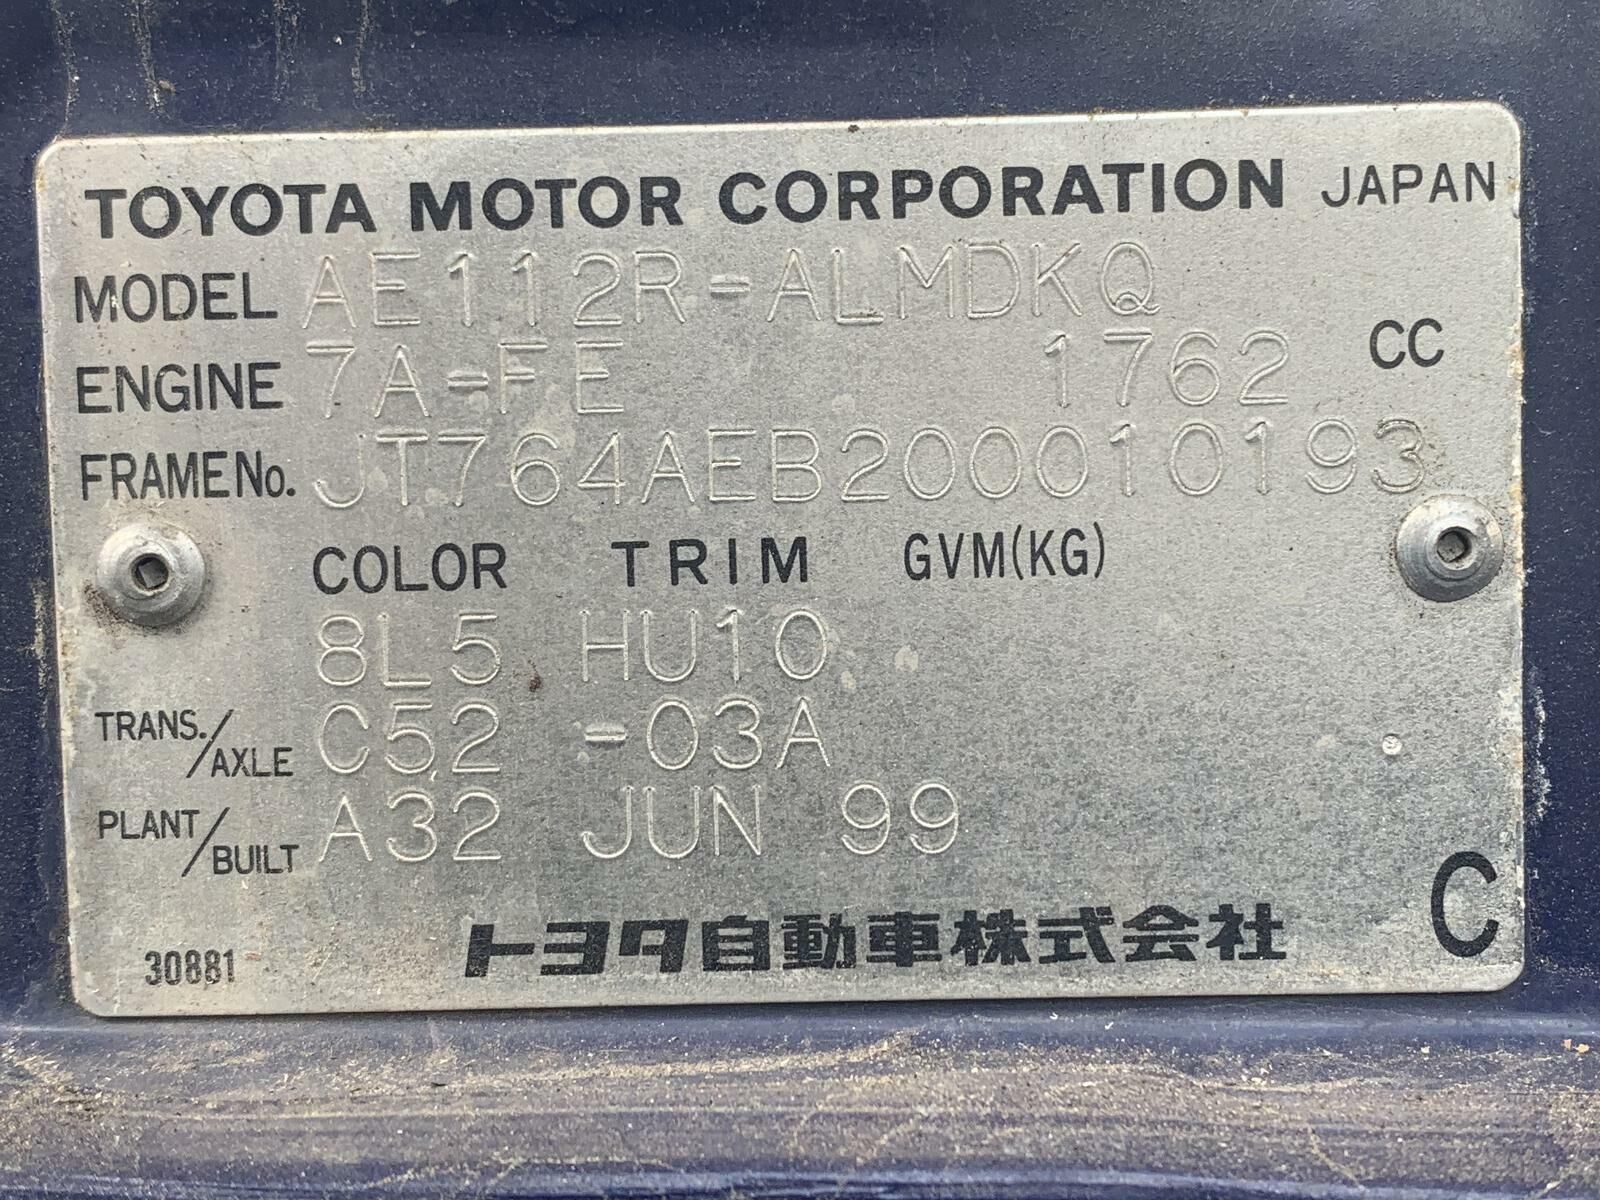 TOYOTA MOTOR CORPORATION JAPAN
MODEL AE112R-ALMDKQ
ENGINE 7A-FE 1762 CC
FRAME No. JT764AEB200010193
COLOR TRIM GVM(KG)
8L5 HU10
TRANS./AXLE C52 -03A
PLANT/BUILT A32 JUN 99
C
30881 トヨタ自動車株式会社